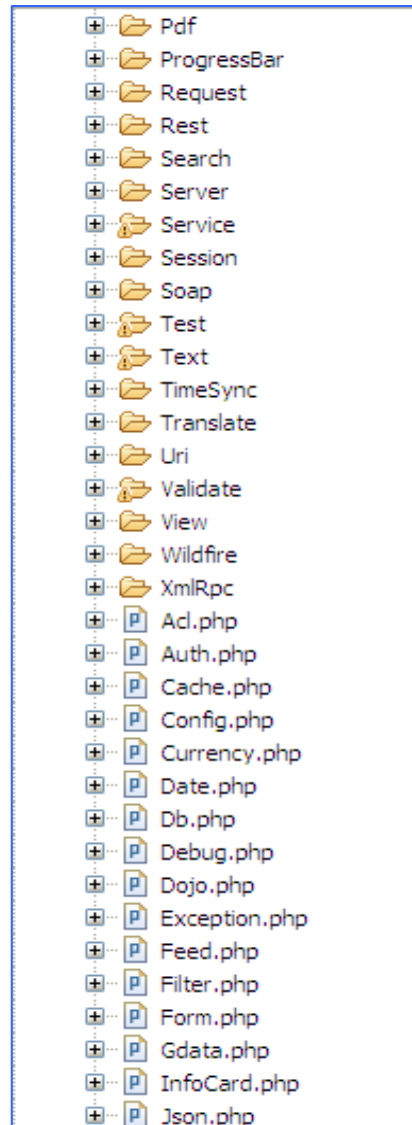 Pdf
ProgressBar
Request
Rest
Search
Server
Service
Session
Soap
Test
Text
TimeSync
Translate
Uri
Validate
View
Wildfire
XmlRpc
Acl.php
Auth.php
Cache.php
Config.php
Currency.php
Date.php
Db.php
Debug.php
Dojo.php
Exception.php
Feed.php
Filter.php
Form.php
Gdata.php
InfoCard.php
Json.php